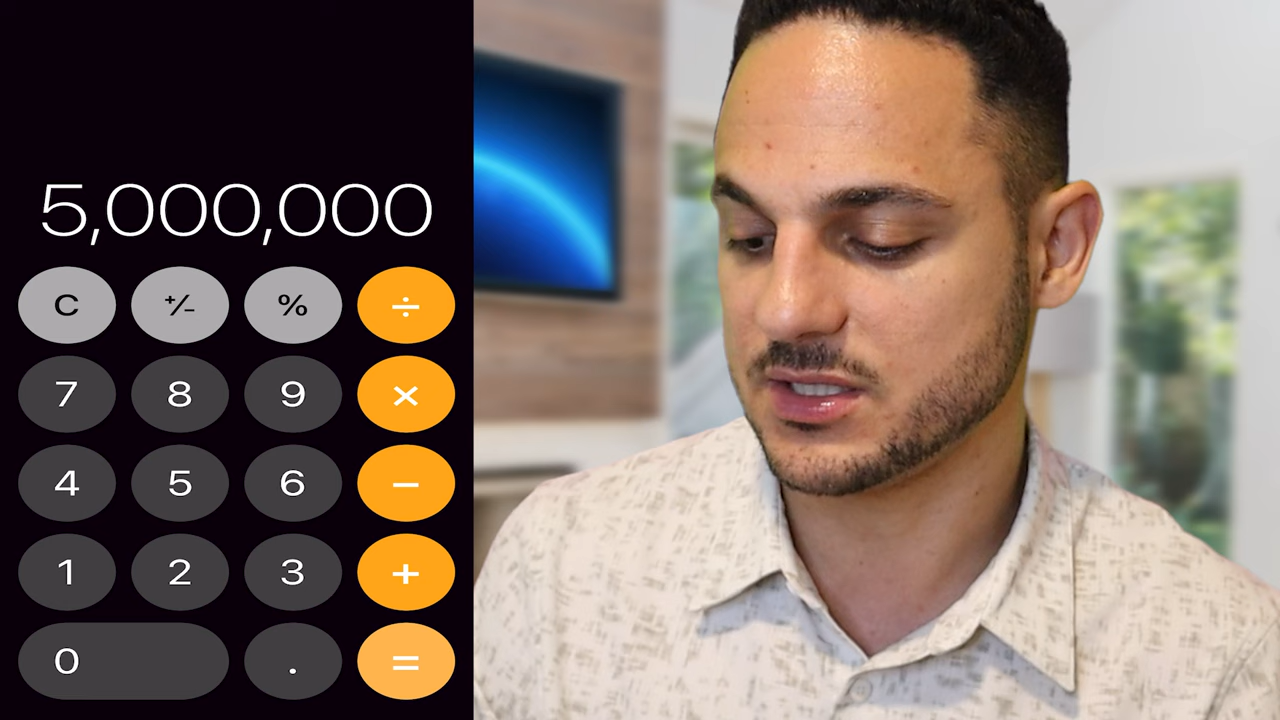 5,000,000
C +/- % ÷
7 8 9 ×
4 5 6 −
1 2 3 +
0 . =